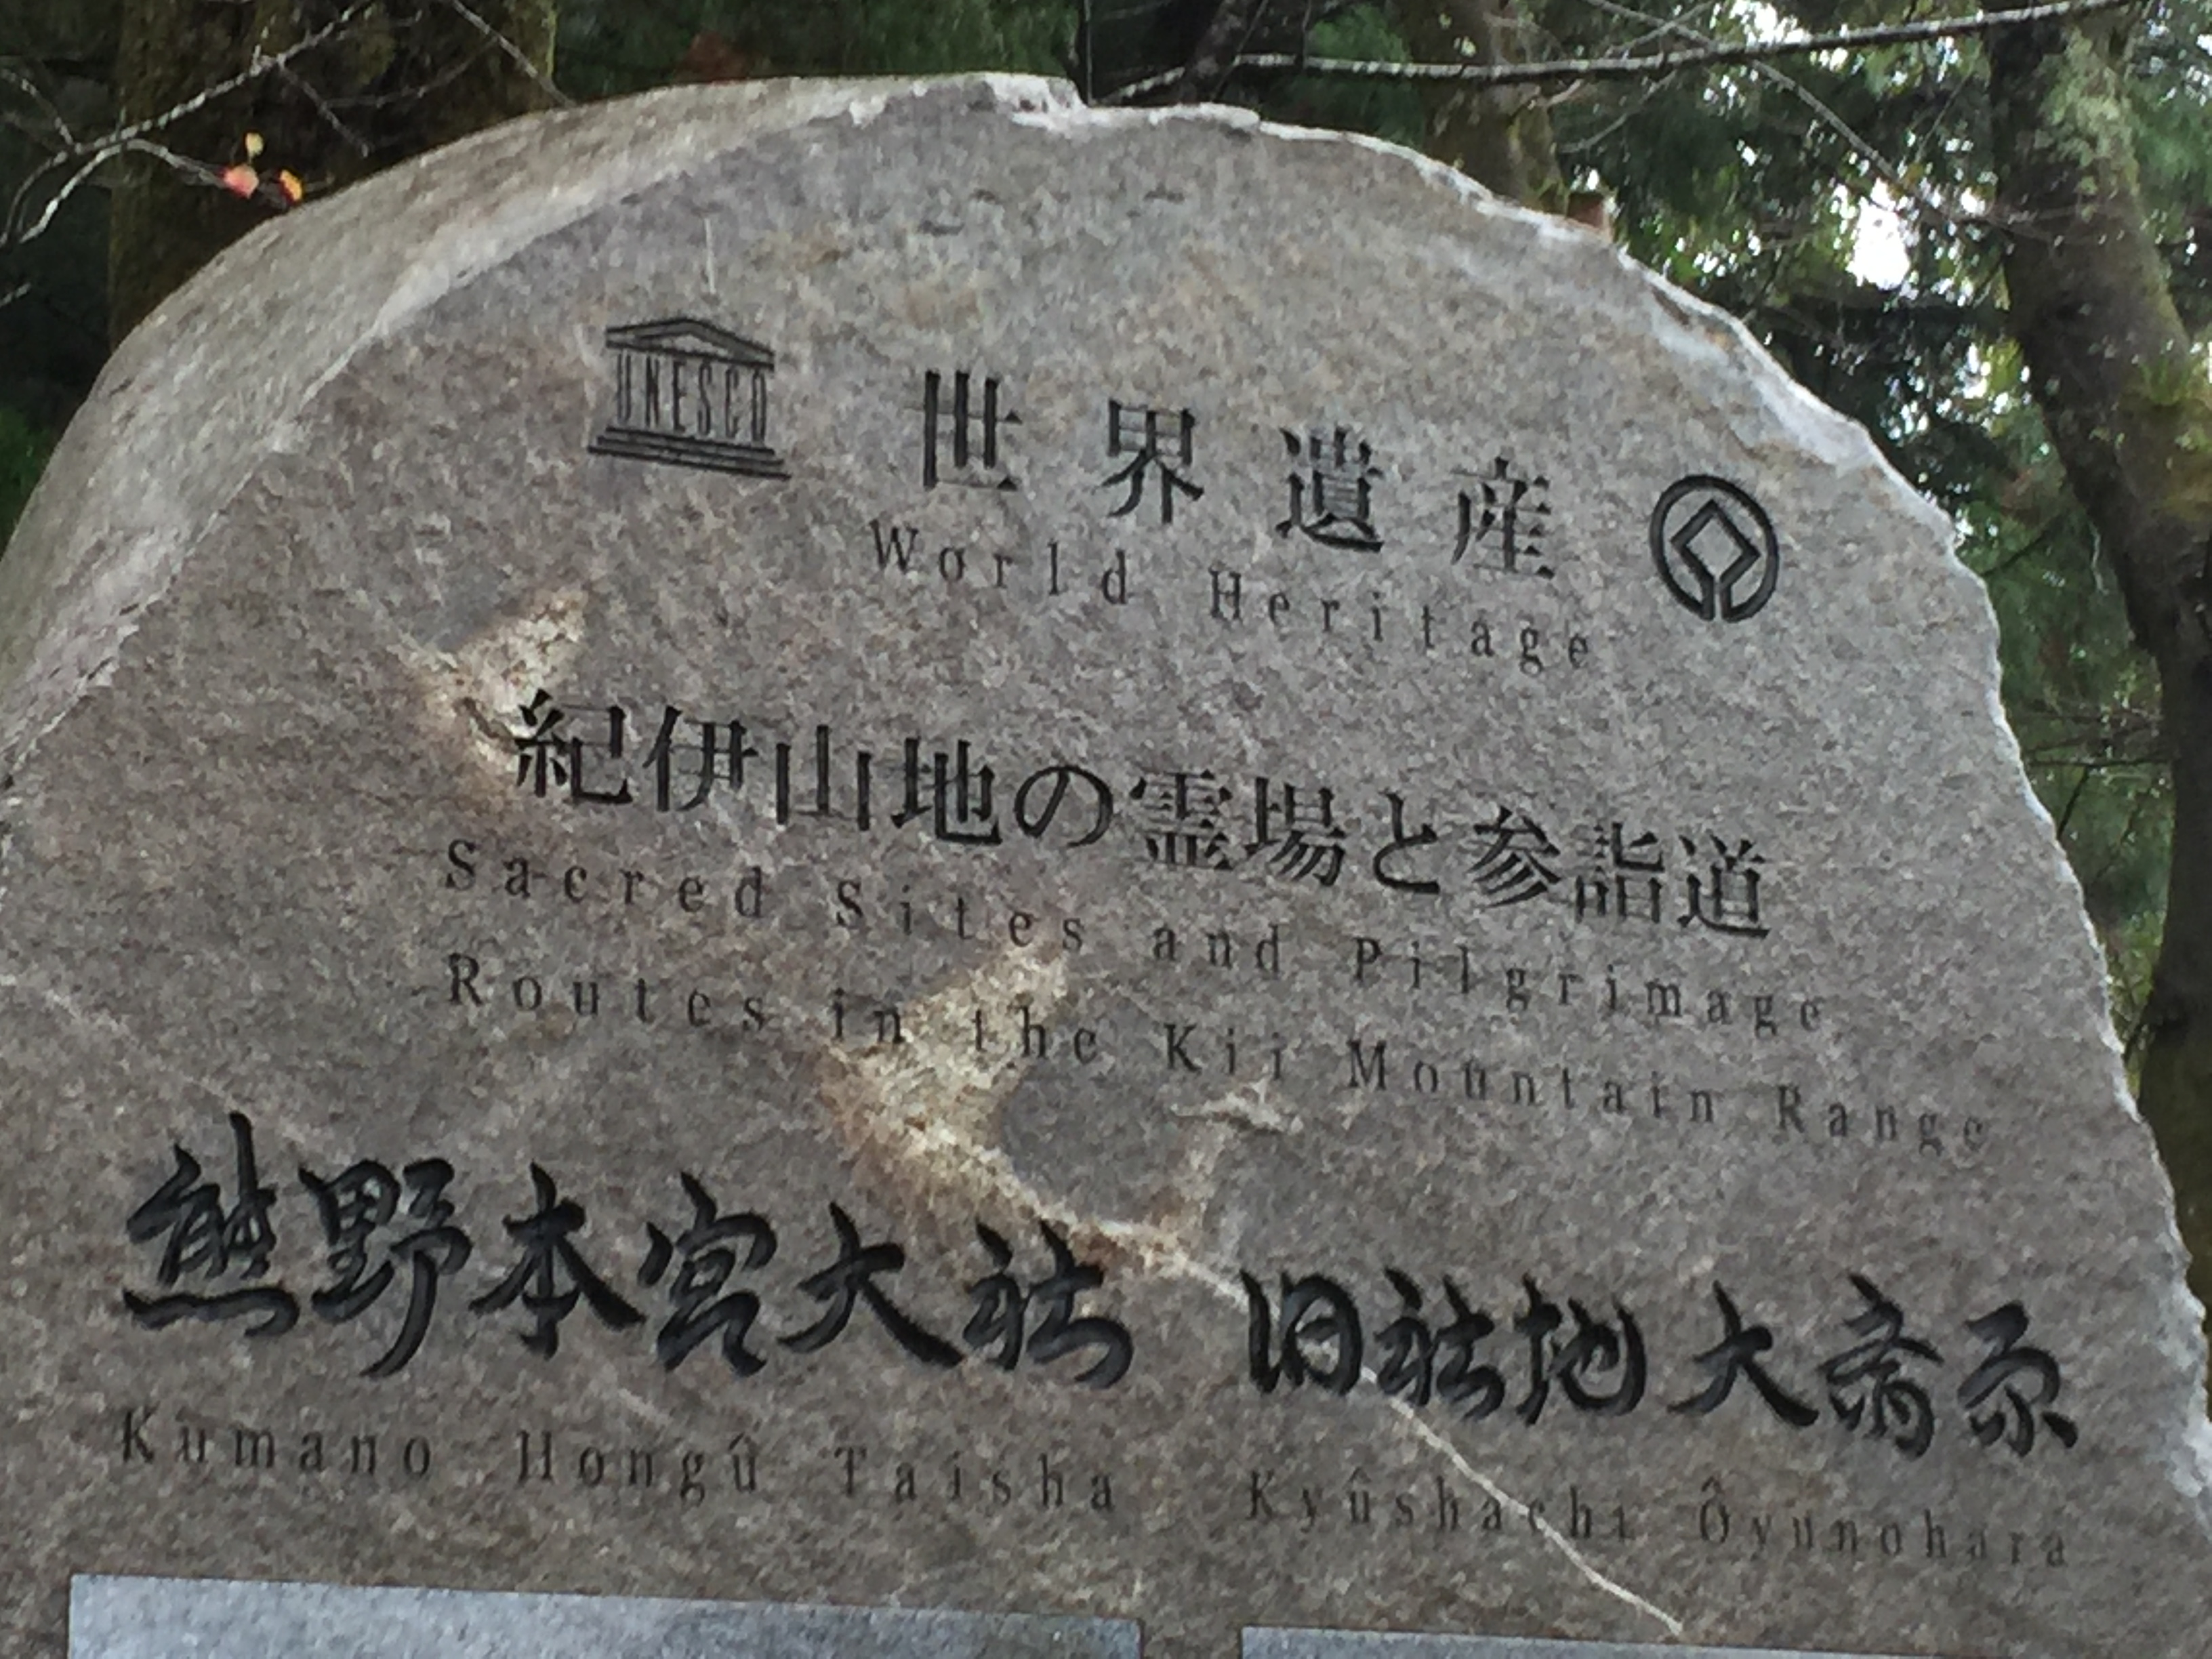 UNESCO 世界遺産
World Heritage
紀伊山地の霊場と参詣道
Sacred Sites and Pilgrimage
Routes in the Kii Mountain Range
熊野本宮大社 旧社地 大斎原
Kumano Hongû Taisha Kyûshachi Ôyunohara